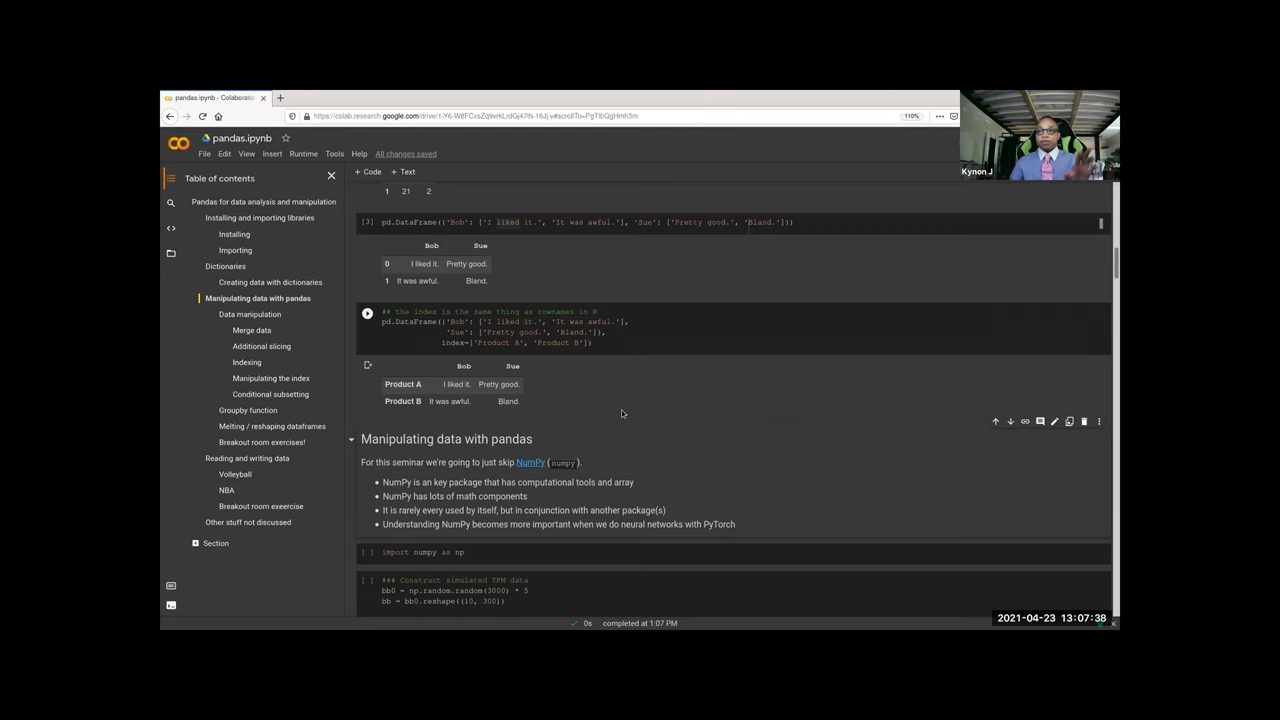 pandas.ipynb - Colaborator
https://colab.research.google.com/drive/1-Y6-W8FCxsZq9vrkLrdGj47th-16Jj-v#scrollTo=PgTlbQgHmh3m
110%
pandas.ipynb
File Edit View Insert Runtime Tools Help All changes saved
Kynon J
Table of contents
+ Code + Text
Pandas for data analysis and manipulation
Installing and importing libraries
Installing
Importing
Dictionaries
Creating data with dictionaries
Manipulating data with pandas
Data manipulation
Merge data
Additional slicing
Indexing
Manipulating the index
Conditional subsetting
Groupby function
Melting / reshaping dataframes
Breakout room exercises!
Reading and writing data
Volleyball
NBA
Breakout room exeercise
Other stuff not discussed
Section
1 21 2
[3] pd.DataFrame({'Bob': ['I liked it.', 'It was awful.'], 'Sue': ['Pretty good.', 'Bland.']})
Bob Sue
0 I liked it. Pretty good.
1 It was awful. Bland.
## the index is the same thing as rownames in R
pd.DataFrame({'Bob': ['I liked it.', 'It was awful.'],
'Sue': ['Pretty good.', 'Bland.']},
index=['Product A', 'Product B'])
Bob Sue
Product A I liked it. Pretty good.
Product B It was awful. Bland.
Manipulating data with pandas
For this seminar we're going to just skip NumPy (numpy).
• NumPy is an key package that has computational tools and array
• NumPy has lots of math components
• It is rarely every used by itself, but in conjunction with another package(s)
• Understanding NumPy becomes more important when we do neural networks with PyTorch
[ ] import numpy as np
[ ] ### Construct simulated TPM data
bb0 = np.random.random(3000) * 5
bb = bb0.reshape((10, 300))
0s completed at 1:07 PM
2021-04-23 13:07:38